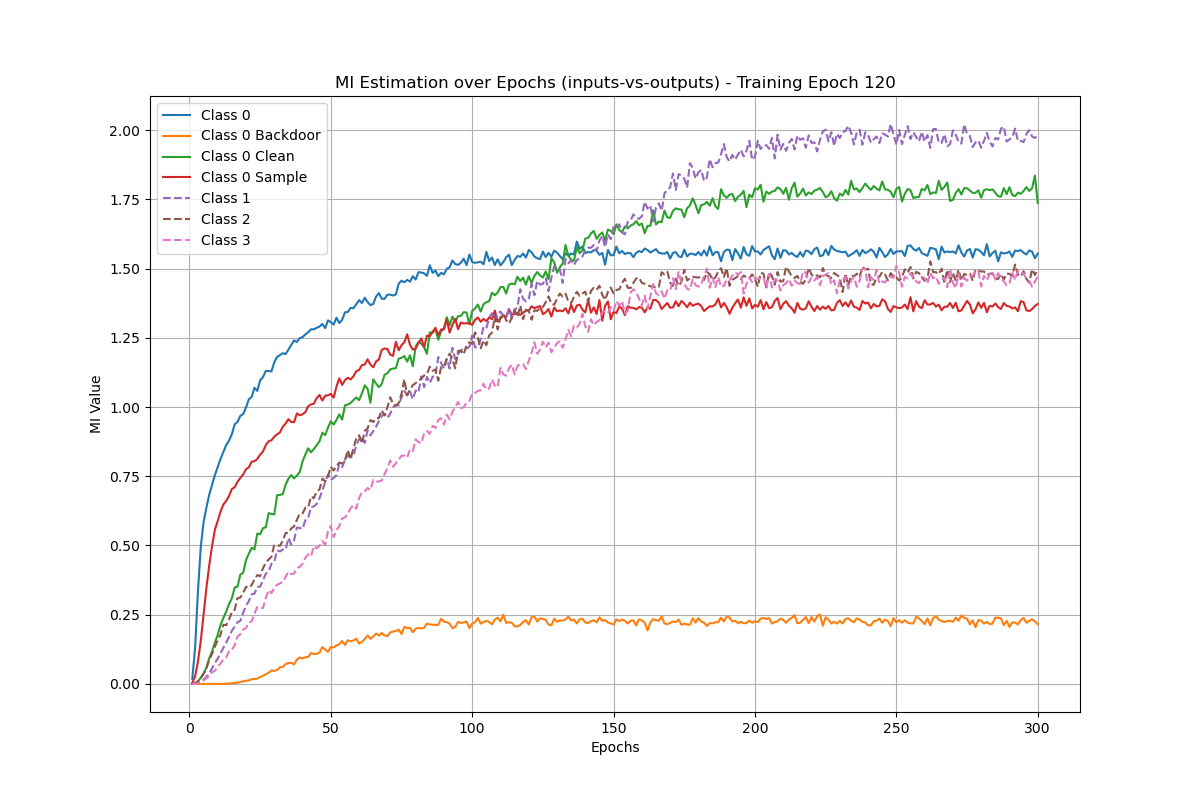 MI Estimation over Epochs (inputs-vs-outputs) - Training Epoch 120
Class 0
Class 0 Backdoor
Class 0 Clean
Class 0 Sample
Class 1
Class 2
Class 3
MI Value
2.00
1.75
1.50
1.25
1.00
0.75
0.50
0.25
0.00
0 50 100 150 200 250 300
Epochs